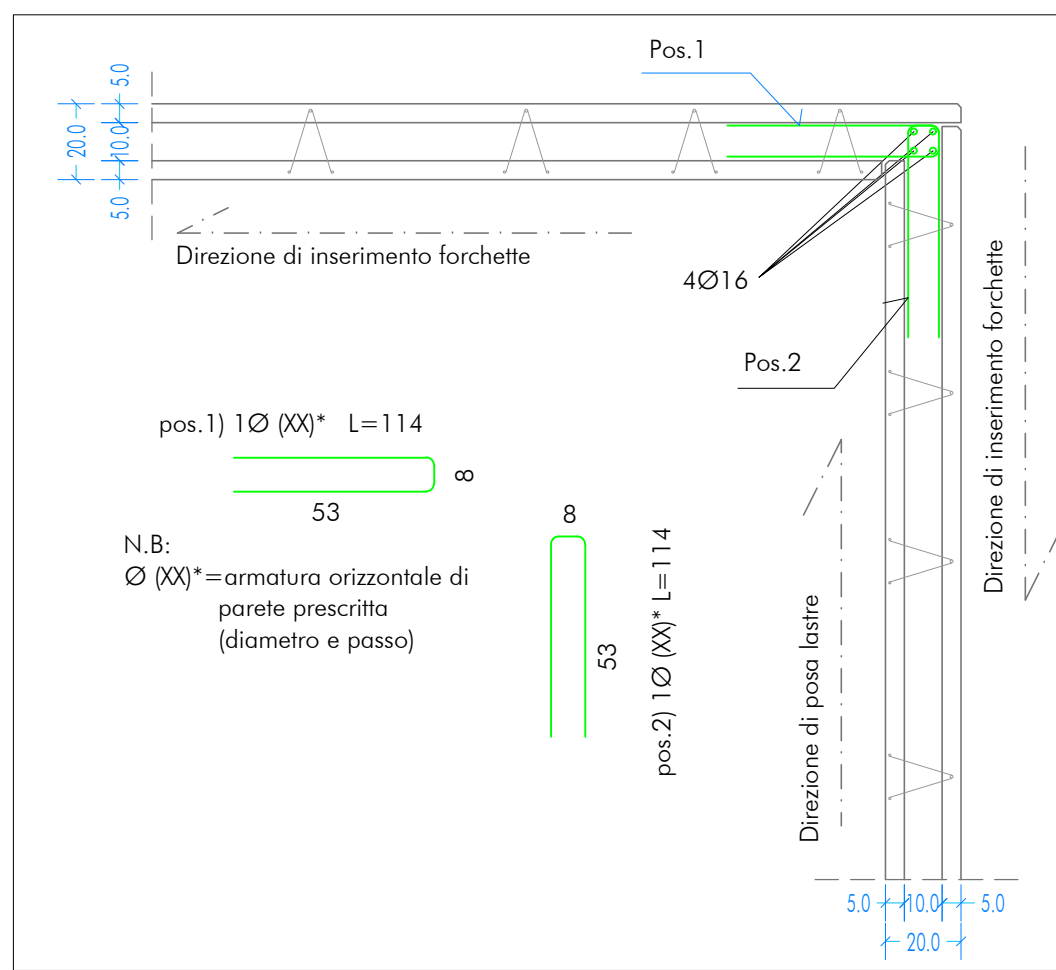 Pos.1
5.0
20.0
10.0
5.0
Direzione di inserimento forchette
4Ø16
Pos.2
Direzione di inserimento forchette
pos.1) 1Ø (XX)* L=114
8
53
N.B:
Ø (XX)*=armatura orizzontale di
parete prescritta
(diametro e passo)
8
53
pos.2) 1Ø (XX)* L=114
Direzione di posa lastre
5.0 10.0 5.0
20.0